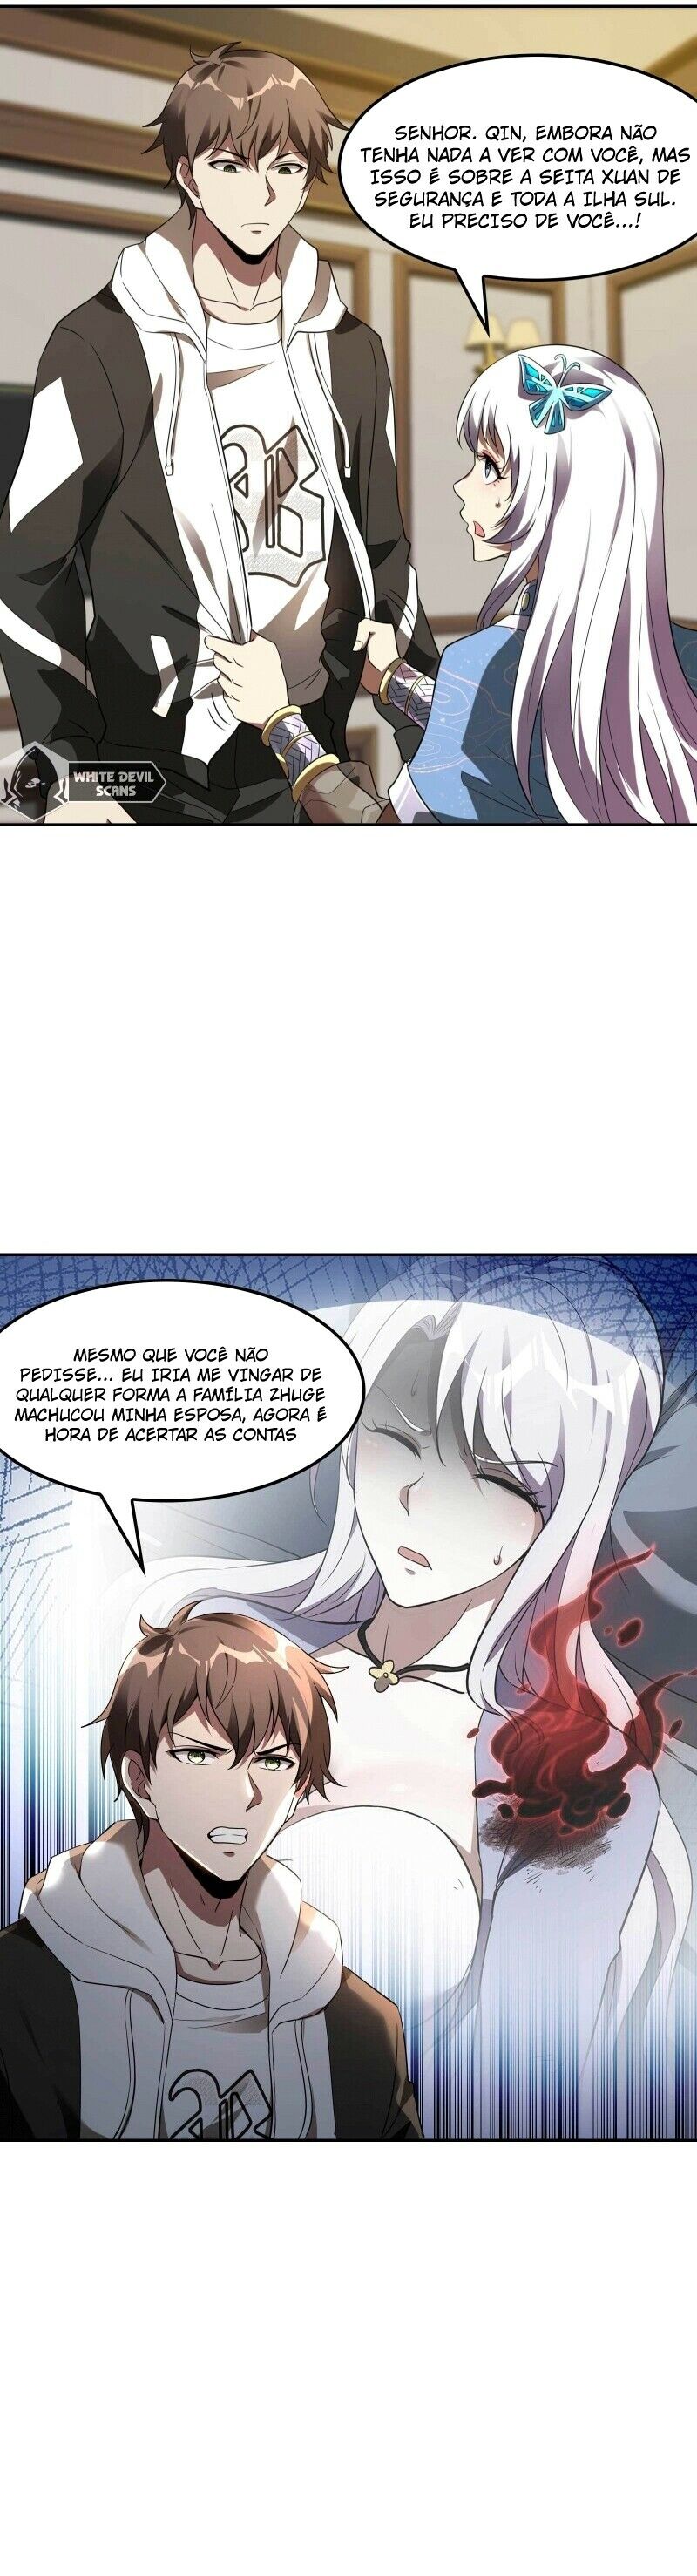 SENHOR. QIN, EMBORA NÃO
TENHA NADA A VER COM VOCÊ, MAS
ISSO É SOBRE A SEITA XUAN DE
SEGURANÇA E TODA A ILHA SUL.
EU PRECISO DE VOCÊ...!
WHITE DEVIL
SCANS
MESMO QUE VOCÊ NÃO
PEDISSE... EU IRIA ME VINGAR DE
QUALQUER FORMA A FAMÍLIA ZHUGE
MACHUCOU MINHA ESPOSA, AGORA É
HORA DE ACERTAR AS CONTAS